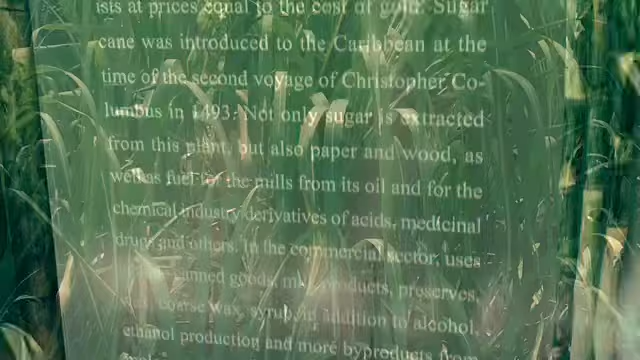 ists at prices equal to the cost of gold. Sugar
cane was introduced to the Caribbean at the
time of the second voyage of Christopher Co-
lumbus in 1493. Not only sugar is extracted
from this plant, but also paper and wood, as
well as fuel for the mills from its oil and for the
chemical industry derivatives of acids, medicinal
drugs and others. In the commercial sector, uses
canned goods, products, preserves,
coarse wax, syrup, in addition to alcohol,
ethanol production and more byproducts from